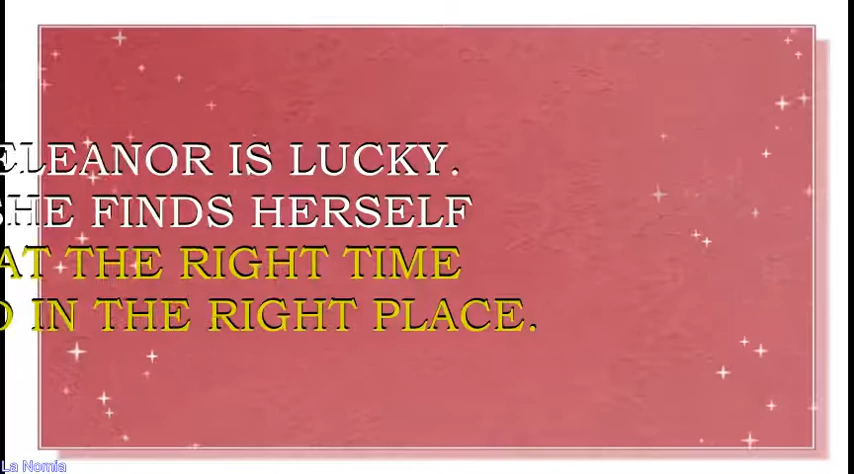 ELEANOR IS LUCKY.
SHE FINDS HERSELF
AT THE RIGHT TIME
D IN THE RIGHT PLACE.
La Nomia